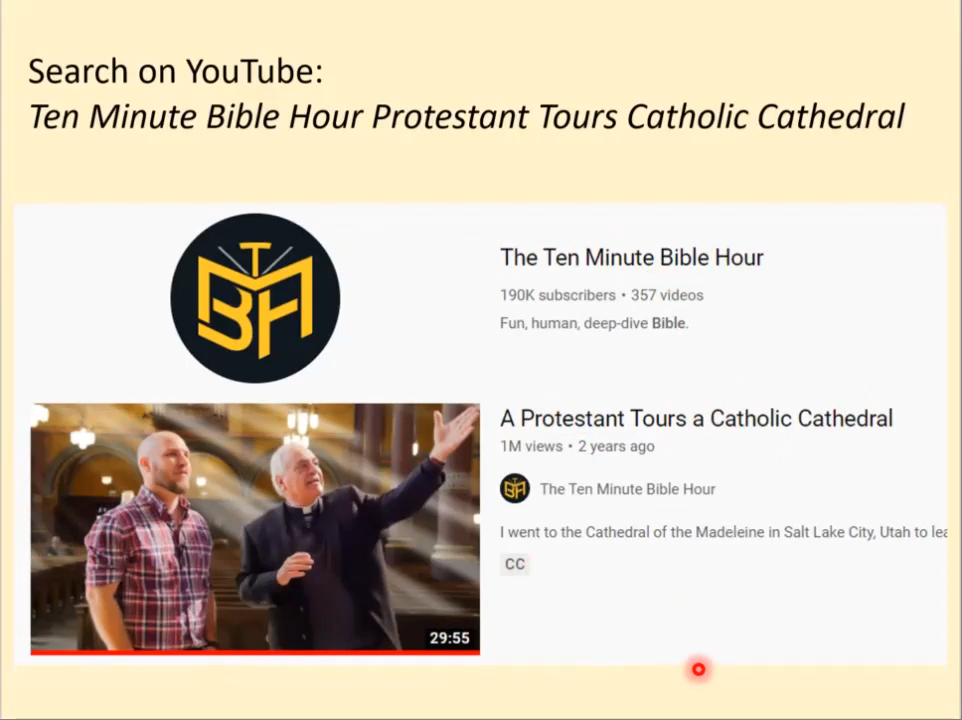 Search on YouTube:
Ten Minute Bible Hour Protestant Tours Catholic Cathedral
TMBH
The Ten Minute Bible Hour
190K subscribers • 357 videos
Fun, human, deep-dive Bible.
A Protestant Tours a Catholic Cathedral
1M views • 2 years ago
The Ten Minute Bible Hour
I went to the Cathedral of the Madeleine in Salt Lake City, Utah to lea
CC
29:55